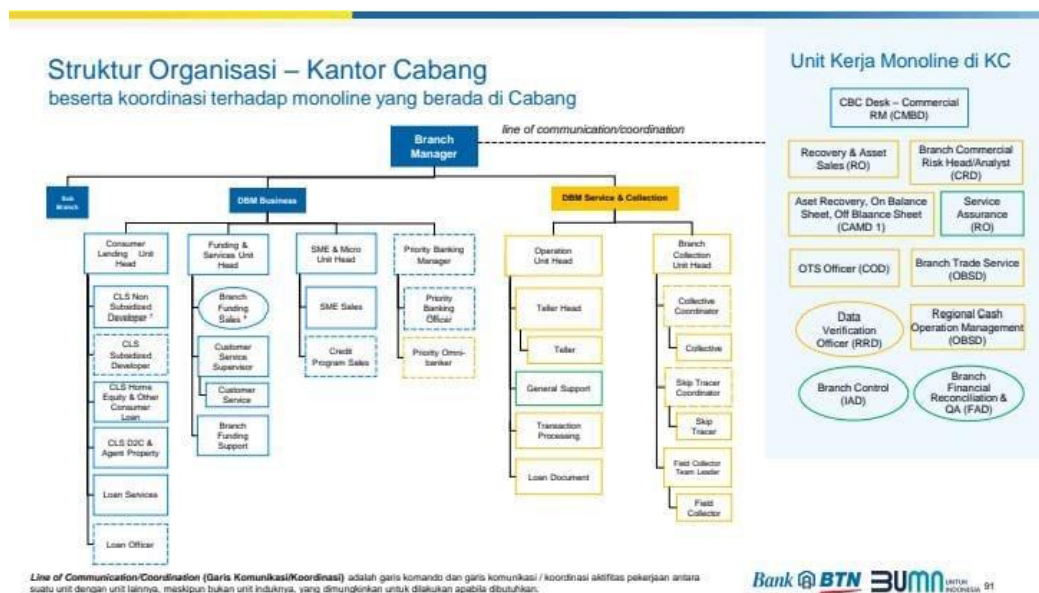 Struktur Organisasi – Kantor Cabang
beserta koordinasi terhadap monoline yang berada di Cabang
line of communication/coordination
Branch
Manager
Sub
Branch
DBM Business
DBM Service & Collection
Consumer
Landing Unit
Head
CLS Non
Subsidized
Developer
CLS
Subsidized
Developer
CLS Home
Equity & Other
Consumer
Loan
CLS D2C &
Agent Property
Loan Services
Loan Officer
Funding &
Services Unit
Head
Branch
Funding
Sales
Customer
Service
Supervisor
Customer
Service
Branch
Funding
Support
SME & Micro
Unit Head
SME Sales
Credit
Program Sales
Priority Banking
Manager
Priority
Banking
Officer
Priority Omni-
banker
Operation
Unit Head
Teller Head
Teller
General Support
Transaction
Processing
Loan Document
Branch
Collection
Unit Head
Collective
Coordinator
Collective
Skip Tracer
Coordinator
Skip
Tracer
Field Collector
Team Leader
Field
Collector
Unit Kerja Monoline di KC
CBC Desk – Commercial
RM (CMBD)
Recovery & Asset
Sales (RO)
Branch Commercial
Risk Head/Analyst
(CRD)
Aset Recovery, On Balance
Sheet, Off Blaance Sheet
(CAMD 1)
Service
Assurance
(RO)
OTS Officer (COD)
Branch Trade Service
(OBSD)
Data
Verification
Officer (RRD)
Regional Cash
Operation Management
(OBSD)
Branch Control
(IAD)
Branch
Financial
Reconciliation &
QA (FAD)
Line of Communication/Coordination (Garis Komunikasi/Koordinasi) adalah garis komando dan garis komunikasi / koordinasi aktifitas pekerjaan antara
suatu unit dengan unit lainnya, meskipun bukan unit induknya, yang dimungkinkan untuk dilakukan apabila dibutuhkan.
Bank BTN
BUMN UNTUK
INDONESIA
91